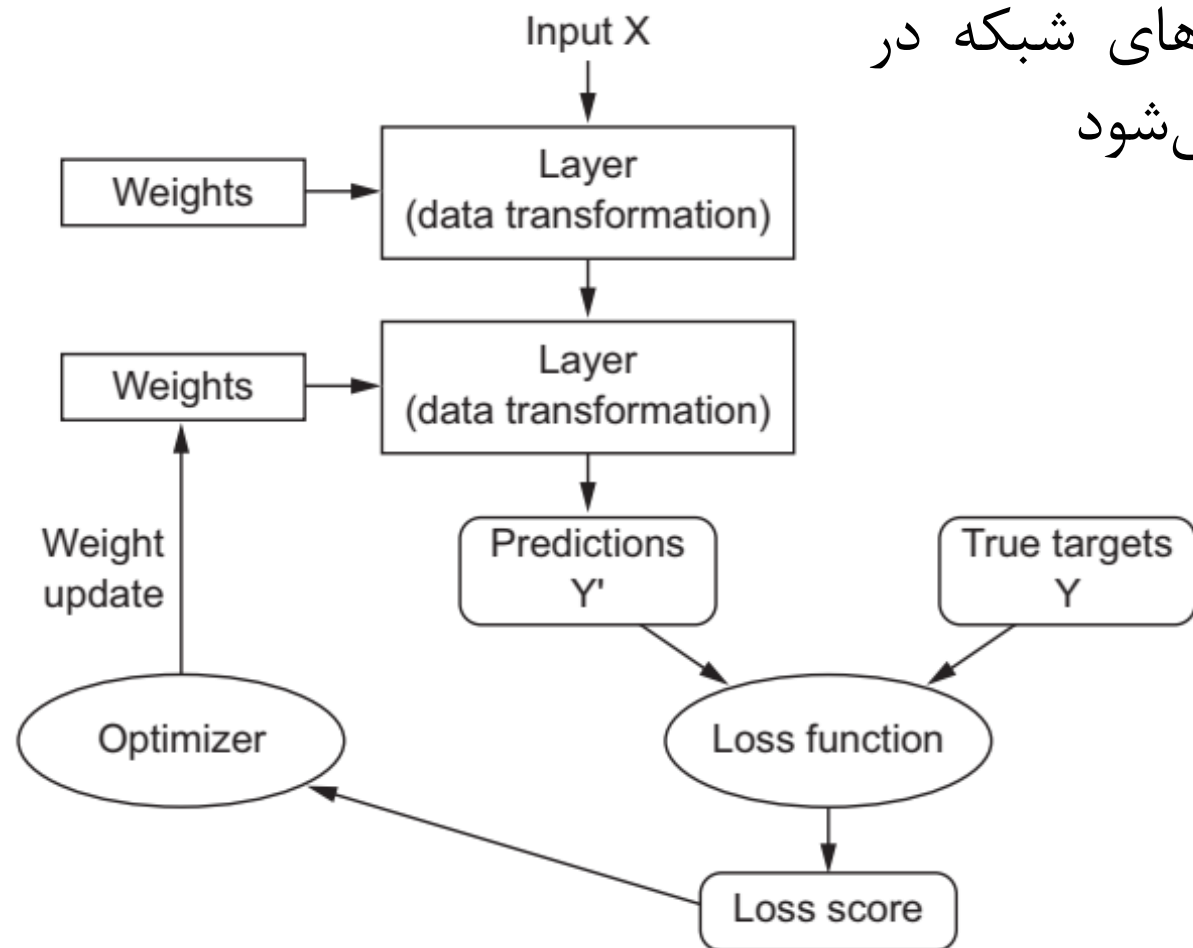 های شبکه در
شود
Input X
Weights
Layer
(data transformation)
Weights
Layer
(data transformation)
Weight
update
Predictions
Y'
True targets
Y
Optimizer
Loss function
Loss score